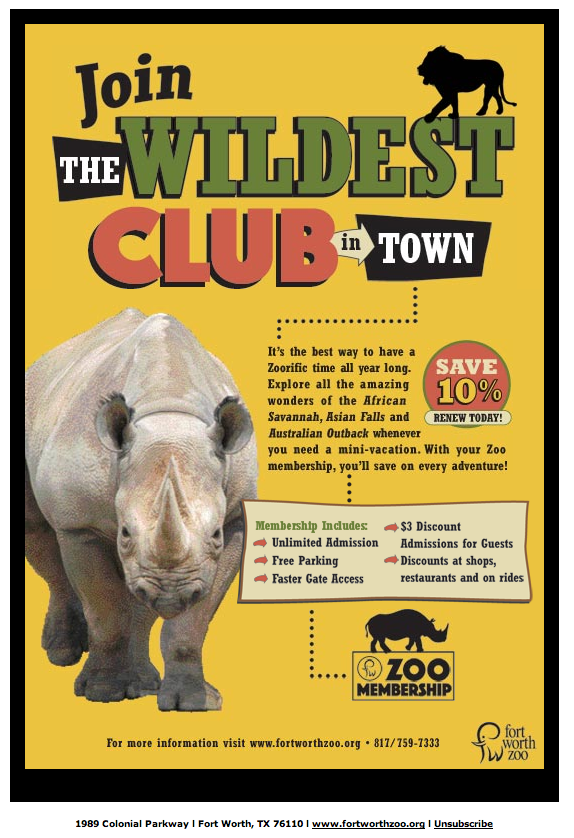 Join
THE WILDEST
CLUB in TOWN
It's the best way to have a
Zoorific time all year long.
Explore all the amazing
wonders of the African
Savannah, Asian Falls and
Australian Outback whenever
you need a mini-vacation. With your Zoo
membership, you'll save on every adventure!
SAVE
10%
RENEW TODAY!
Membership Includes:
Unlimited Admission
Free Parking
Faster Gate Access
$3 Discount
Admissions for Guests
Discounts at shops,
restaurants and on rides
fw ZOO
MEMBERSHIP
For more information visit www.fortworthzoo.org • 817/759-7333
fw fort
worth
zoo
1989 Colonial Parkway | Fort Worth, TX 76110 | www.fortworthzoo.org | Unsubscribe